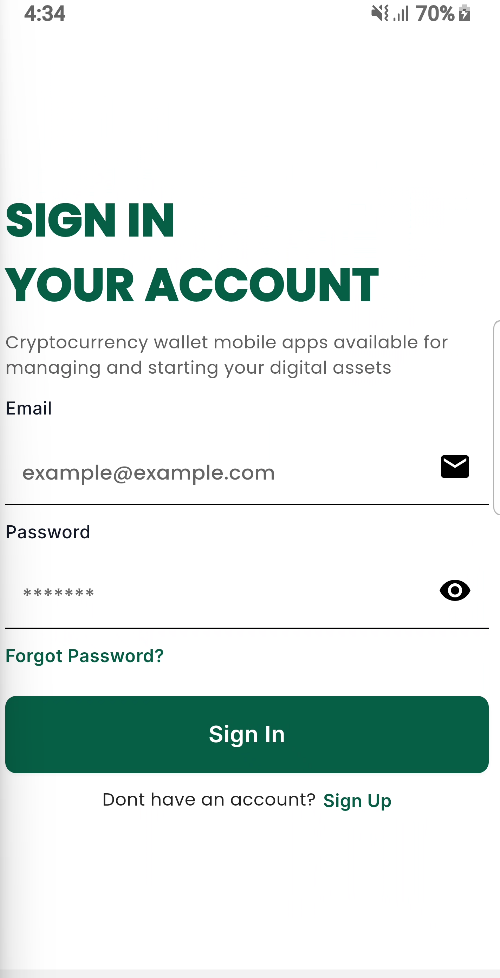 4:34 70%
SIGN IN
YOUR ACCOUNT
Cryptocurrency wallet mobile apps available for
managing and starting your digital assets
Email
example@example.com
Password
*******
Forgot Password?
Sign In
Dont have an account? Sign Up